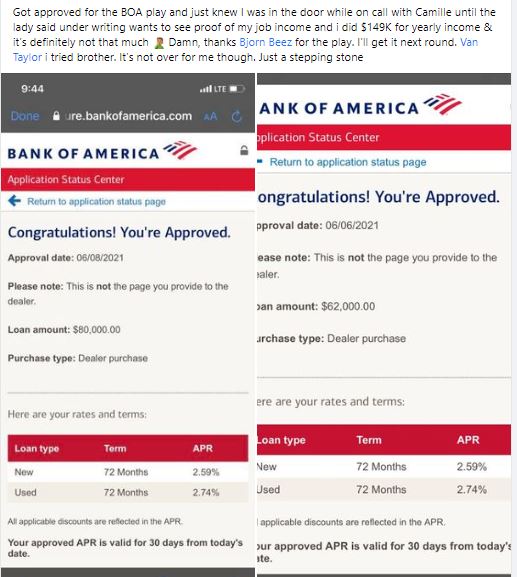 Got approved for the BOA play and just knew I was in the door while on call with Camille until the
lady said under writing wants to see proof of my job income and i did $149K for yearly income &
it's definitely not that much 🤦🏾‍♂️ Damn, thanks Bjorn Beez for the play. I'll get it next round. Van
Taylor i tried brother. It's not over for me though. Just a stepping stone
9:44
LTE
Done ure.bankofamerica.com AA
BANK OF AMERICA
Application Status Center
Return to application status page
Congratulations! You're Approved.
Approval date: 06/08/2021
Please note: This is not the page you provide to the
dealer.
Loan amount: $80,000.00
Purchase type: Dealer purchase
Here are your rates and terms:
Loan type Term APR
New 72 Months 2.59%
Used 72 Months 2.74%
All applicable discounts are reflected in the APR.
Your approved APR is valid for 30 days from today's
date.
ANK OF AMERICA
pplication Status Center
Return to application status page
ongratulations! You're Approved.
pproval date: 06/06/2021
ease note: This is not the page you provide to the
ealer.
oan amount: $62,000.00
urchase type: Dealer purchase
ere are your rates and terms:
Loan type Term APR
New 72 Months 2.59%
Used 72 Months 2.74%
l applicable discounts are reflected in the APR.
our approved APR is valid for 30 days from today's
ate.